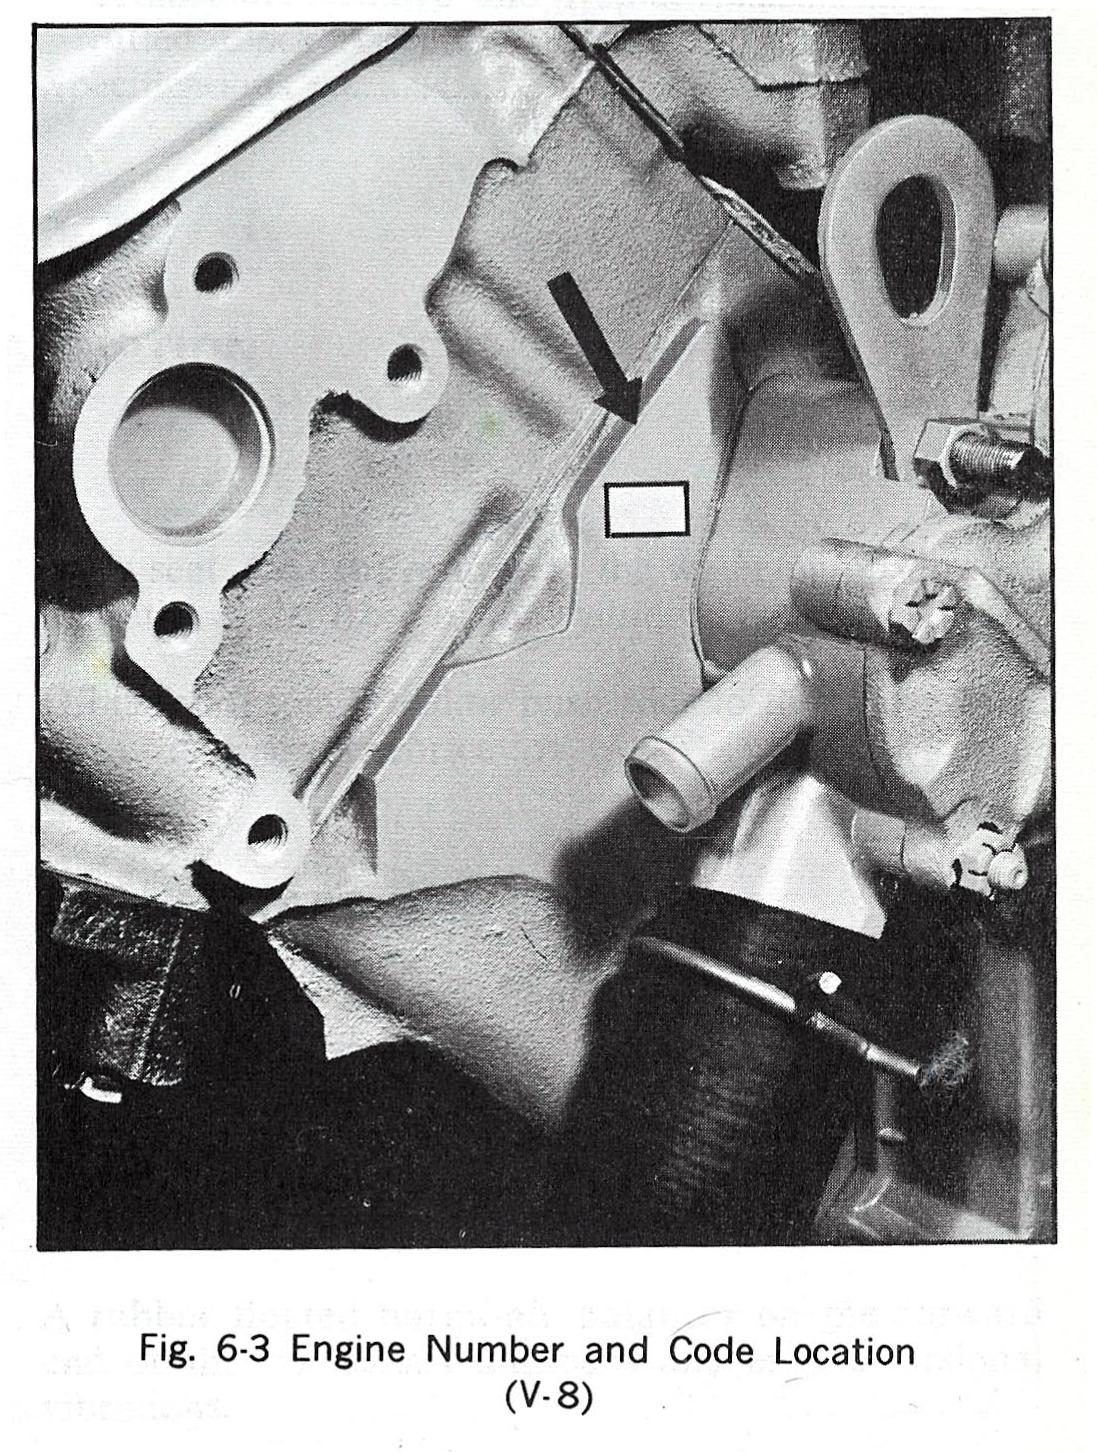 Fig. 6-3 Engine Number and Code Location
(V-8)